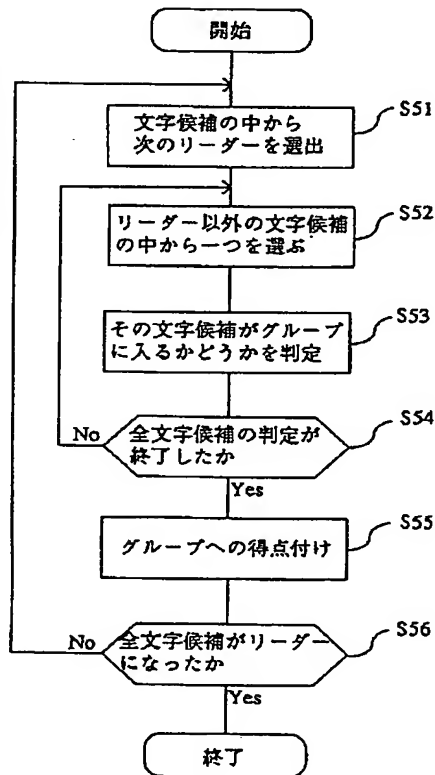 開始
文字候補の中から
次のリーダーを選出
S51
リーダー以外の文字候補
の中から一つを選ぶ
S52
その文字候補がグループ
に入るかどうかを判定
S53
全文字候補の判定が
終了したか
S54
No
Yes
グループへの得点付け
S55
全文字候補がリーダー
になったか
S56
No
Yes
終了